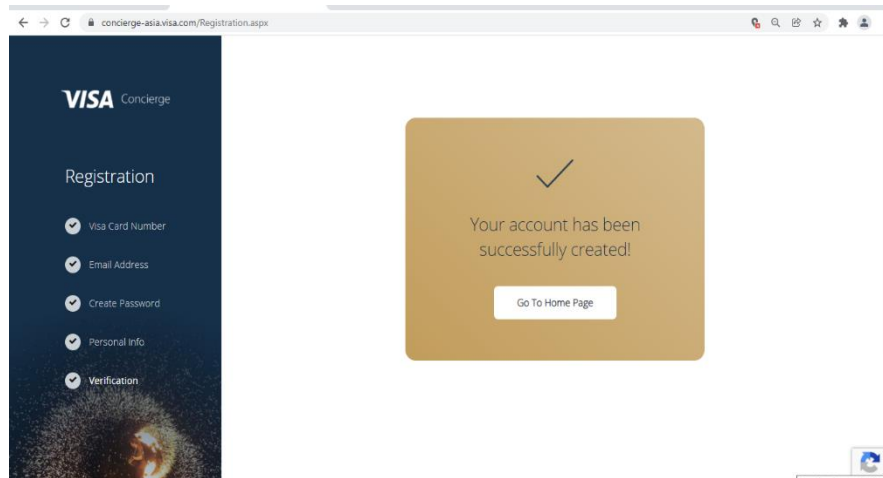 concierge-asia.visa.com/Registration.aspx
VISA Concierge
Registration
Visa Card Number
Email Address
Create Password
Personal Info
Verification
Your account has been
successfully created!
Go To Home Page